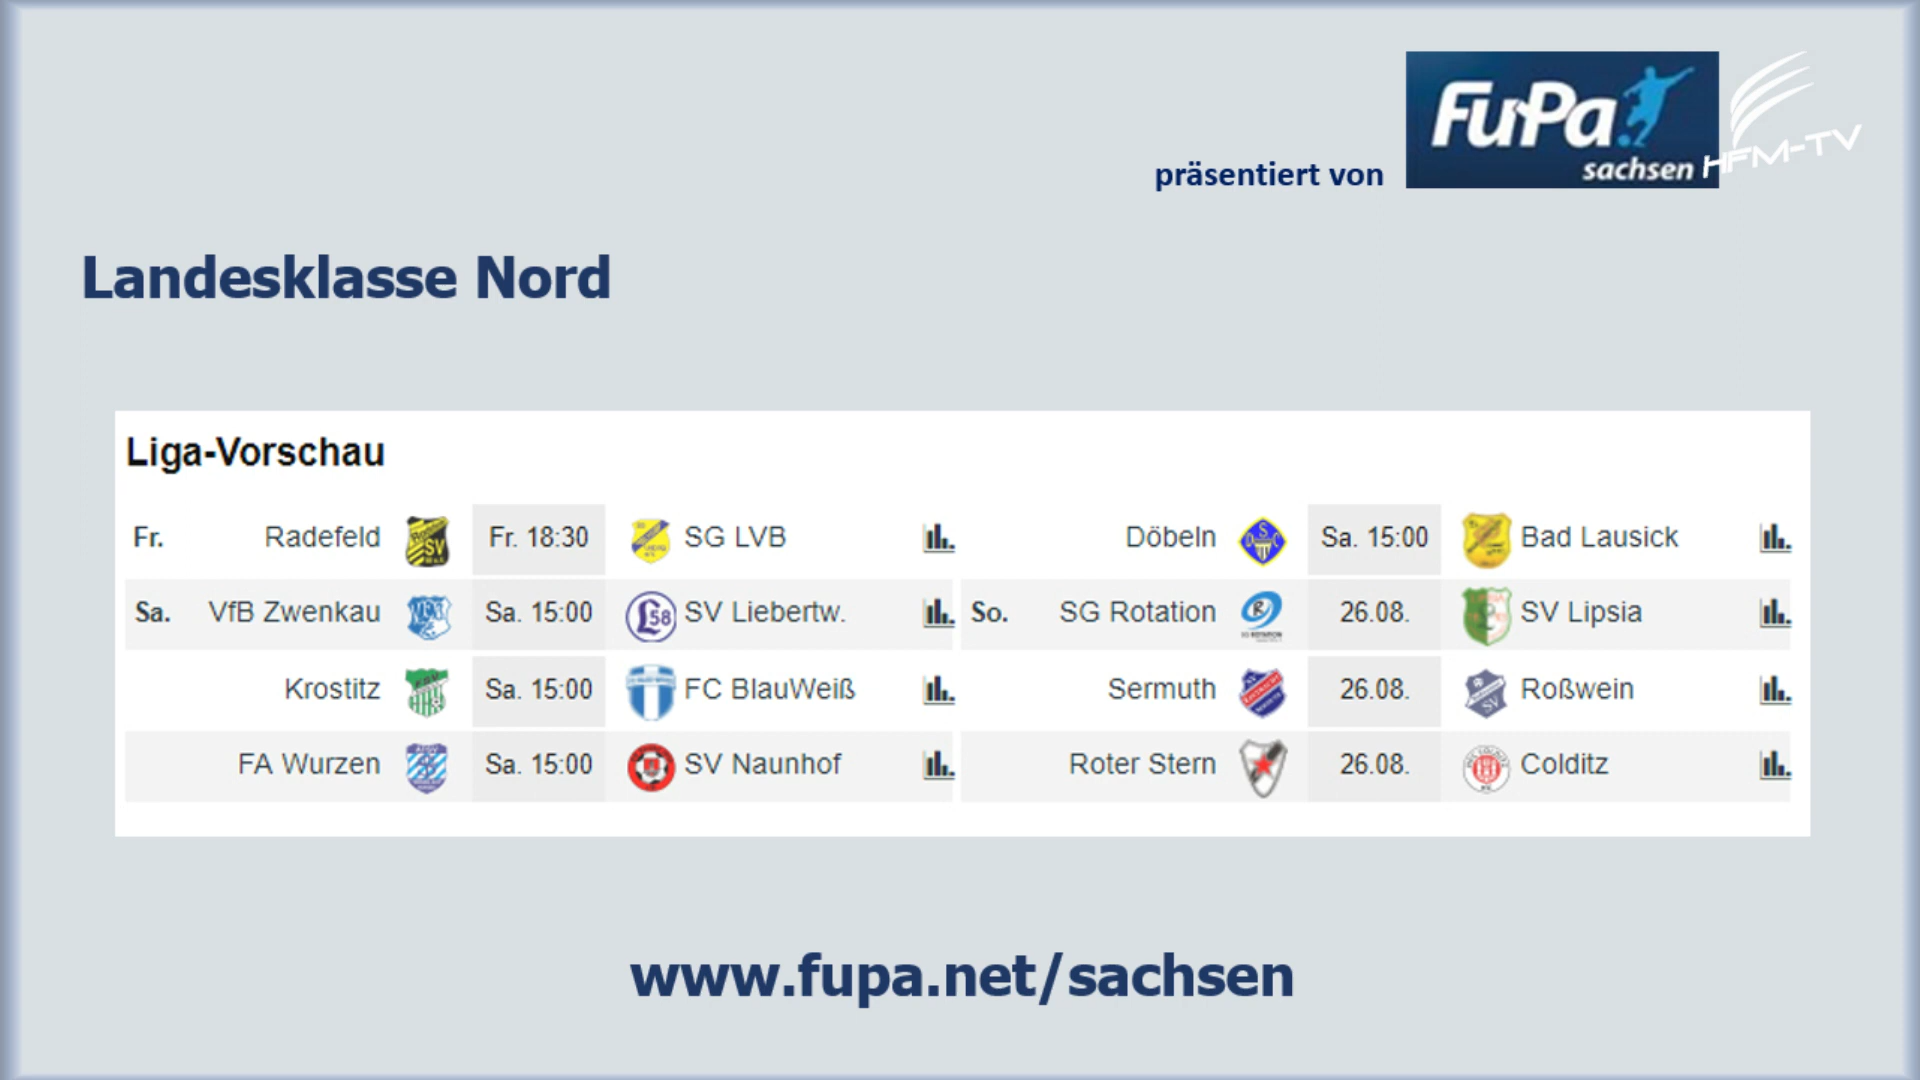 FuPa
sachsen
HFM-TV
präsentiert von
Landesklasse Nord
Liga-Vorschau
Fr. Radefeld Fr. 18:30 SG LVB
Sa. VfB Zwenkau Sa. 15:00 SV Liebertw.
Krostitz Sa. 15:00 FC BlauWeiß
FA Wurzen Sa. 15:00 SV Naunhof
Döbeln Sa. 15:00 Bad Lausick
So. SG Rotation 26.08. SV Lipsia
Sermuth 26.08. Roßwein
Roter Stern 26.08. Colditz
www.fupa.net/sachsen